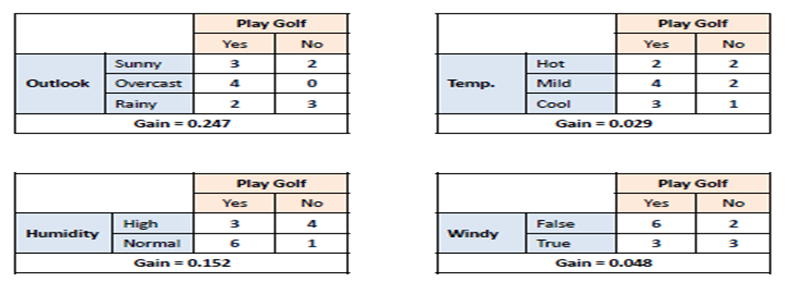 Play Golf
Yes No
Outlook Sunny 3 2
Overcast 4 0
Rainy 2 3
Gain = 0.247
Play Golf
Yes No
Temp. Hot 2 2
Mild 4 2
Cool 3 1
Gain = 0.029
Play Golf
Yes No
Humidity High 3 4
Normal 6 1
Gain = 0.152
Play Golf
Yes No
Windy False 6 2
True 3 3
Gain = 0.048